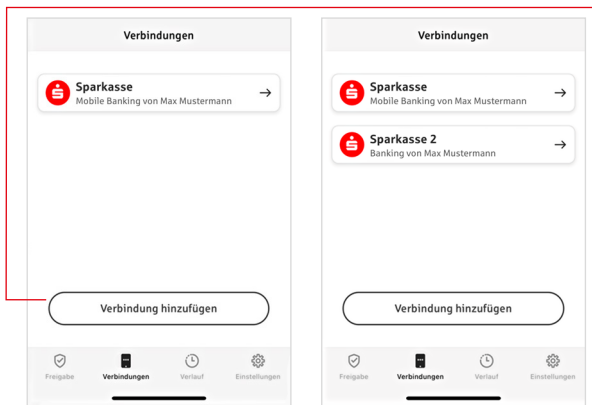 Verbindungen
Sparkasse
Mobile Banking von Max Mustermann
Verbindung hinzufügen
Freigabe
Verbindungen
Verlauf
Einstellungen
Verbindungen
Sparkasse
Mobile Banking von Max Mustermann
Sparkasse 2
Banking von Max Mustermann
Verbindung hinzufügen
Freigabe
Verbindungen
Verlauf
Einstellungen